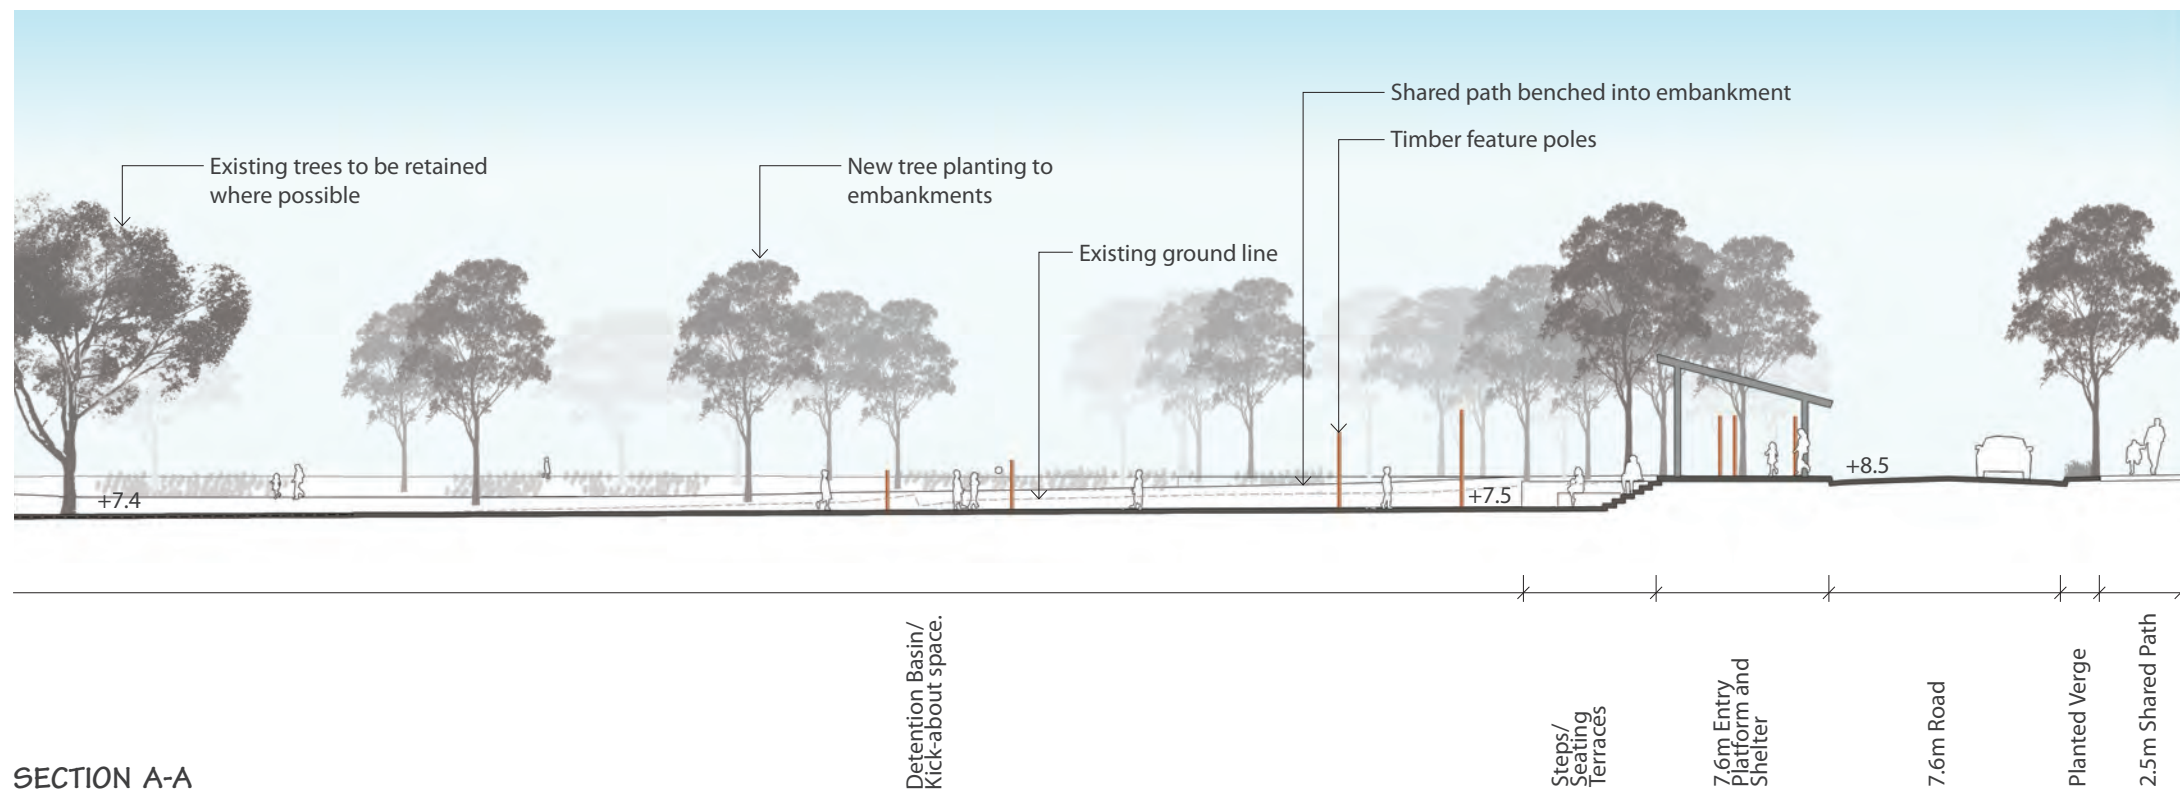 Shared path benched into embankment
Timber feature poles
Existing trees to be retained
where possible
New tree planting to
embankments
Existing ground line
+7.4
+7.5
+8.5
Detention Basin/
Kick-about space.
Steps/
Seating
Terraces
7.6m Entry
Platform and
Shelter
7.6m Road
Planted Verge
2.5m Shared Path
SECTION A-A